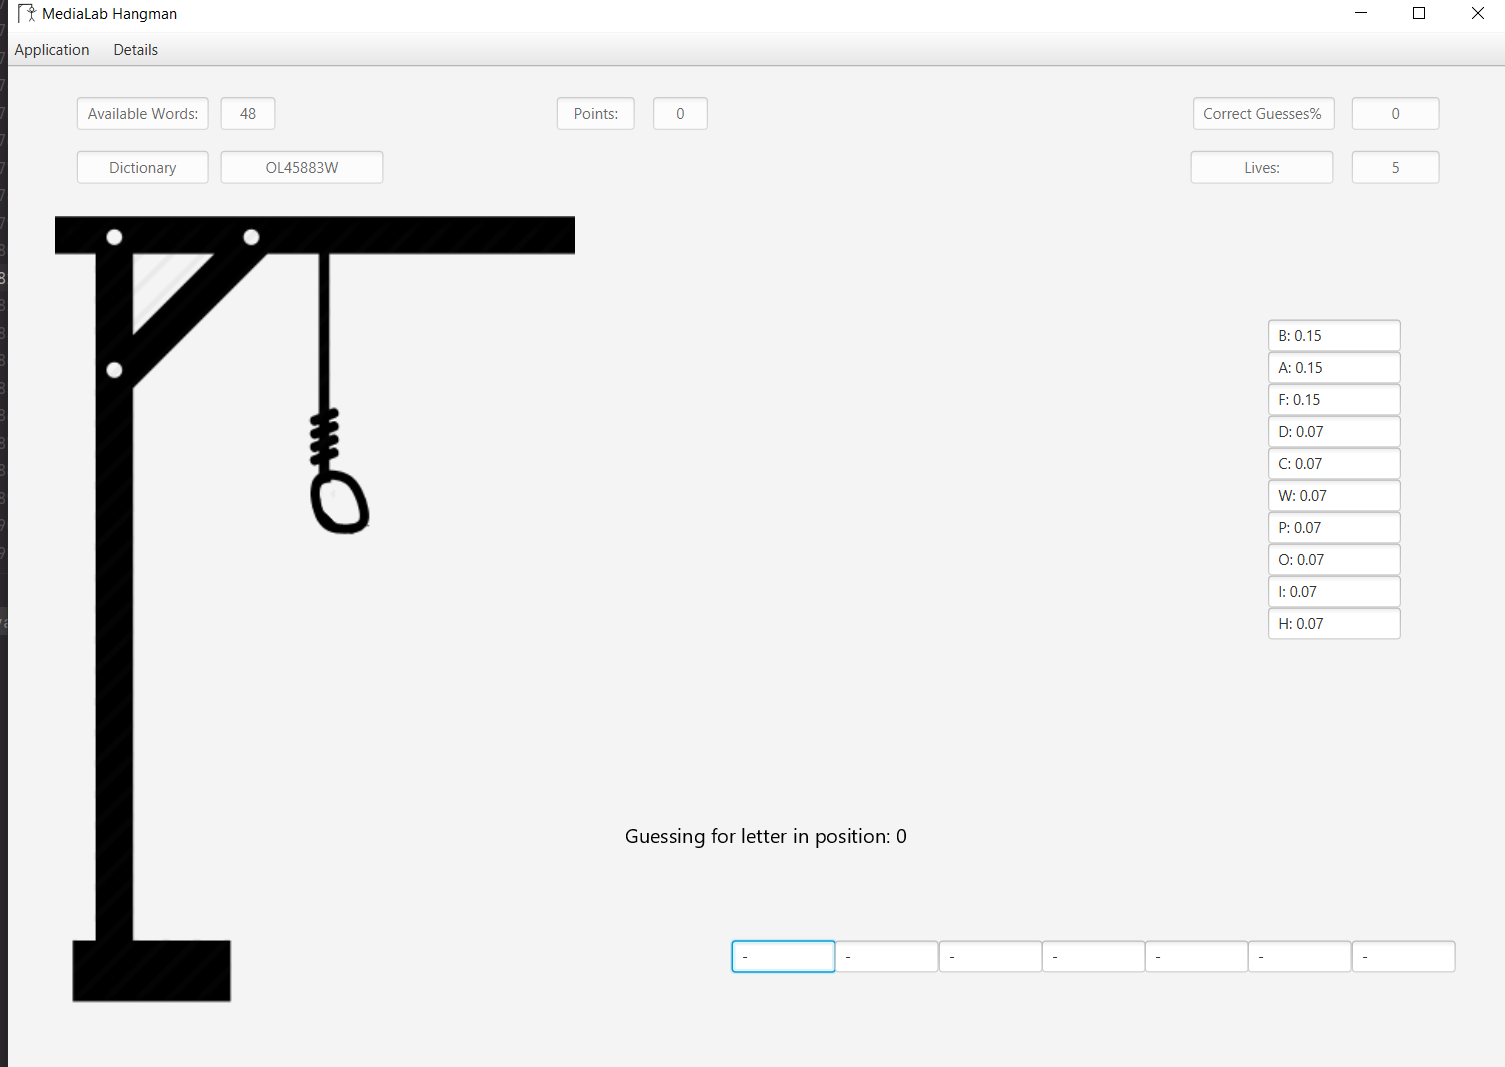 MediaLab Hangman
Application Details
Available Words: 48 Points: 0 Correct Guesses% 0
Dictionary OL45883W Lives: 5
B: 0.15
A: 0.15
F: 0.15
D: 0.07
C: 0.07
W: 0.07
P: 0.07
O: 0.07
I: 0.07
H: 0.07
Guessing for letter in position: 0
- - - - - - -